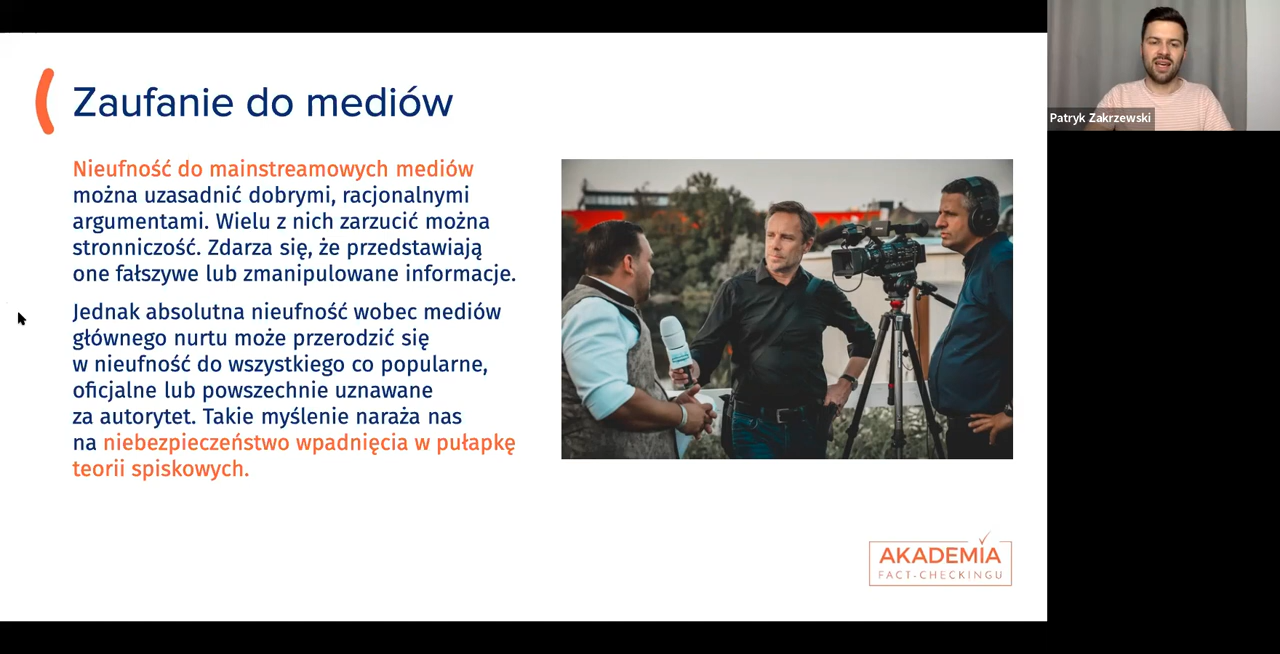 Zaufanie do mediów
Nieufność do mainstreamowych mediów
można uzasadnić dobrymi, racjonalnymi
argumentami. Wielu z nich zarzucić można
stronniczość. Zdarza się, że przedstawiają
one fałszywe lub zmanipulowane informacje.
Jednak absolutna nieufność wobec mediów
głównego nurtu może przerodzić się
w nieufność do wszystkiego co popularne,
oficjalne lub powszechnie uznawane
za autorytet. Takie myślenie naraża nas
na niebezpieczeństwo wpadnięcia w pułapkę
teorii spiskowych.
AKADEMIA
FACT-CHECKINGU
Patryk Zakrzewski